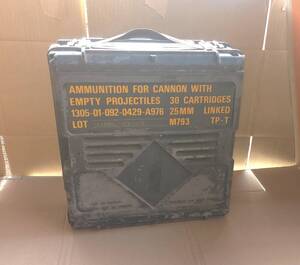 AMMUNITION FOR CANNON WITH
EMPTY PROJECTILES 30 CARTRIDGES
1305-01-092-0429-A976 25MM LINKED
LOT M793 TP-T